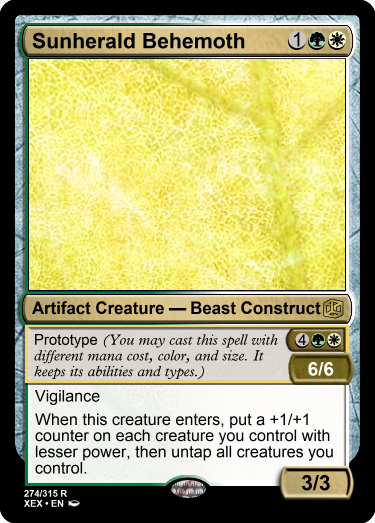 Sunherald Behemoth 1
Artifact Creature — Beast Construct
Prototype (You may cast this spell with 4
different mana cost, color, and size. It
keeps its abilities and types.) 6/6
Vigilance
When this creature enters, put a +1/+1
counter on each creature you control with
lesser power, then untap all creatures you
control.
3/3
274/315 R
XEX • EN